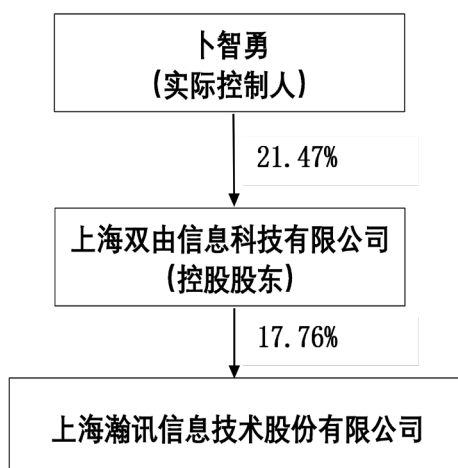 卜智勇
(实际控制人)
21.47%
上海双由信息科技有限公司
(控股股东)
17.76%
上海瀚讯信息技术股份有限公司